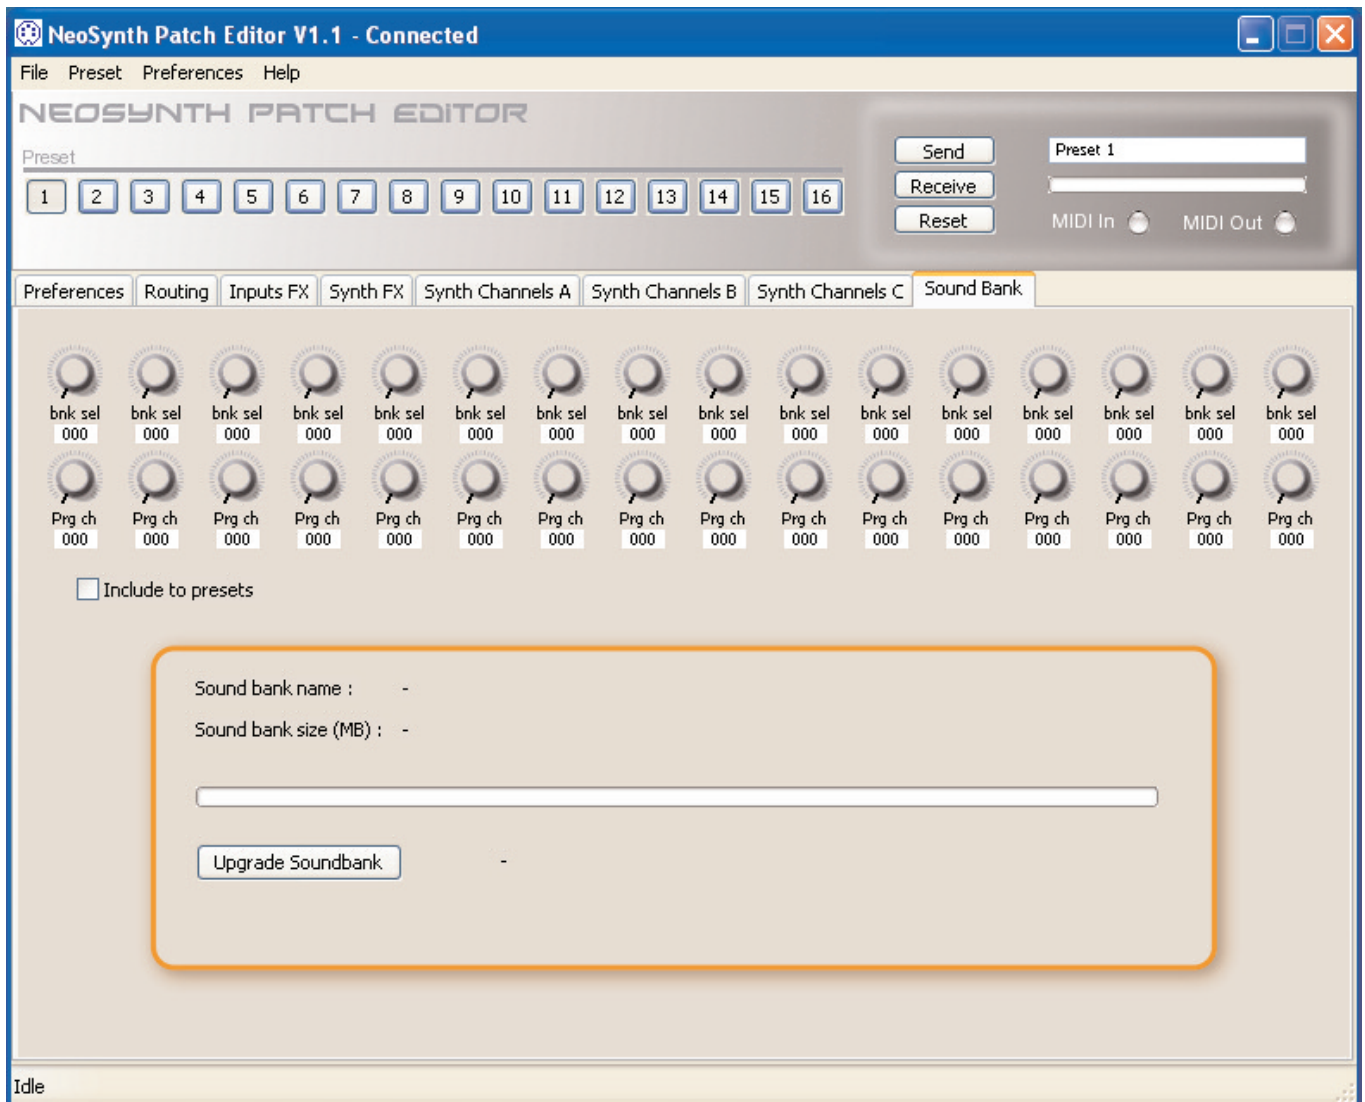 NeoSynth Patch Editor V1.1 - Connected
File Preset Preferences Help
NEOSYNTH PATCH EDITOR
Preset
1 2 3 4 5 6 7 8 9 10 11 12 13 14 15 16
Send
Preset 1
Receive
Reset
MIDI In MIDI Out
Preferences Routing Inputs FX Synth FX Synth Channels A Synth Channels B Synth Channels C Sound Bank
bnk sel bnk sel bnk sel bnk sel bnk sel bnk sel bnk sel bnk sel bnk sel bnk sel bnk sel bnk sel bnk sel bnk sel bnk sel bnk sel
000 000 000 000 000 000 000 000 000 000 000 000 000 000 000 000
Prg ch Prg ch Prg ch Prg ch Prg ch Prg ch Prg ch Prg ch Prg ch Prg ch Prg ch Prg ch Prg ch Prg ch Prg ch Prg ch
000 000 000 000 000 000 000 000 000 000 000 000 000 000 000 000
Include to presets
Sound bank name : -
Sound bank size (MB) : -
Upgrade Soundbank -
Idle